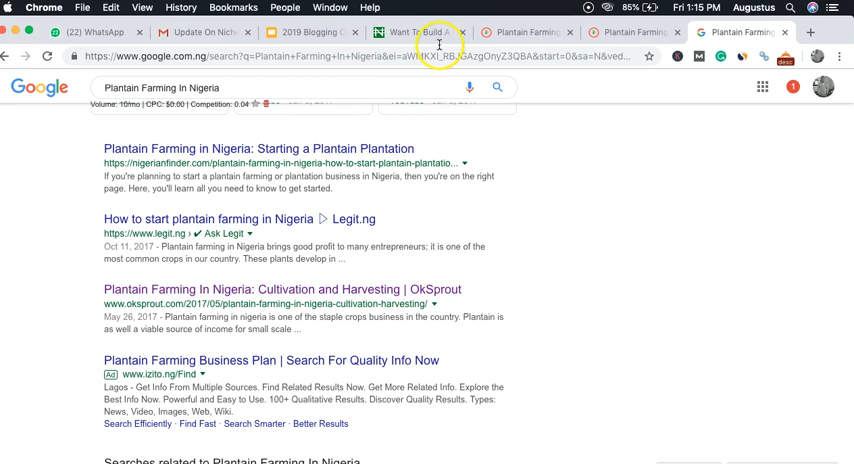 Chrome File Edit View History Bookmarks People Window Help 85% Fri 1:15 PM Augustus
(22) WhatsApp Update On Niche 2019 Blogging C Want To Build A Plantain Farming Plantain Farming Plantain Farming
https://www.google.com.ng/search?q=Plantain+Farming+In+Nigeria&ei=
Google Plantain Farming In Nigeria 1
Volume: 10/mo | CPC: $0.00 | Competition: 0.04
Plantain Farming in Nigeria: Starting a Plantain Plantation
https://nigerianfinder.com/plantain-farming-in-nigeria-how-to-start-plantain-plantatio...
If you're planning to start a plantain farming or plantation business in Nigeria, then you're on the right
page. Here, you'll learn all you need to know to get started.
How to start plantain farming in Nigeria ▷ Legit.ng
https://www.legit.ng › ✔ Ask Legit
Oct 11, 2017 - Plantain farming in Nigeria brings good profit to many entrepreneurs; it is one of the
most common crops in our country. These plants develop in ...
Plantain Farming In Nigeria: Cultivation and Harvesting | OkSprout
www.oksprout.com/2017/05/plantain-farming-in-nigeria-cultivation-harvesting/
May 26, 2017 - Plantain farming in nigeria is one of the staple crops business in the country. Plantain is
as well a viable source of income for small scale ...
Plantain Farming Business Plan | Search For Quality Info Now
Ad www.izito.ng/Find
Lagos - Get Info From Multiple Sources. Find Related Results Now. Get More Related Info. Explore the
Best Info Now. Powerful and Easy to Use. 100+ Qualitative Results. Discover Quality Results. Types:
News, Video, Images, Web, Wiki.
Search Efficiently · Find Fast · Search Smarter · Better Results
Searches related to Plantain Farming In Nigeria